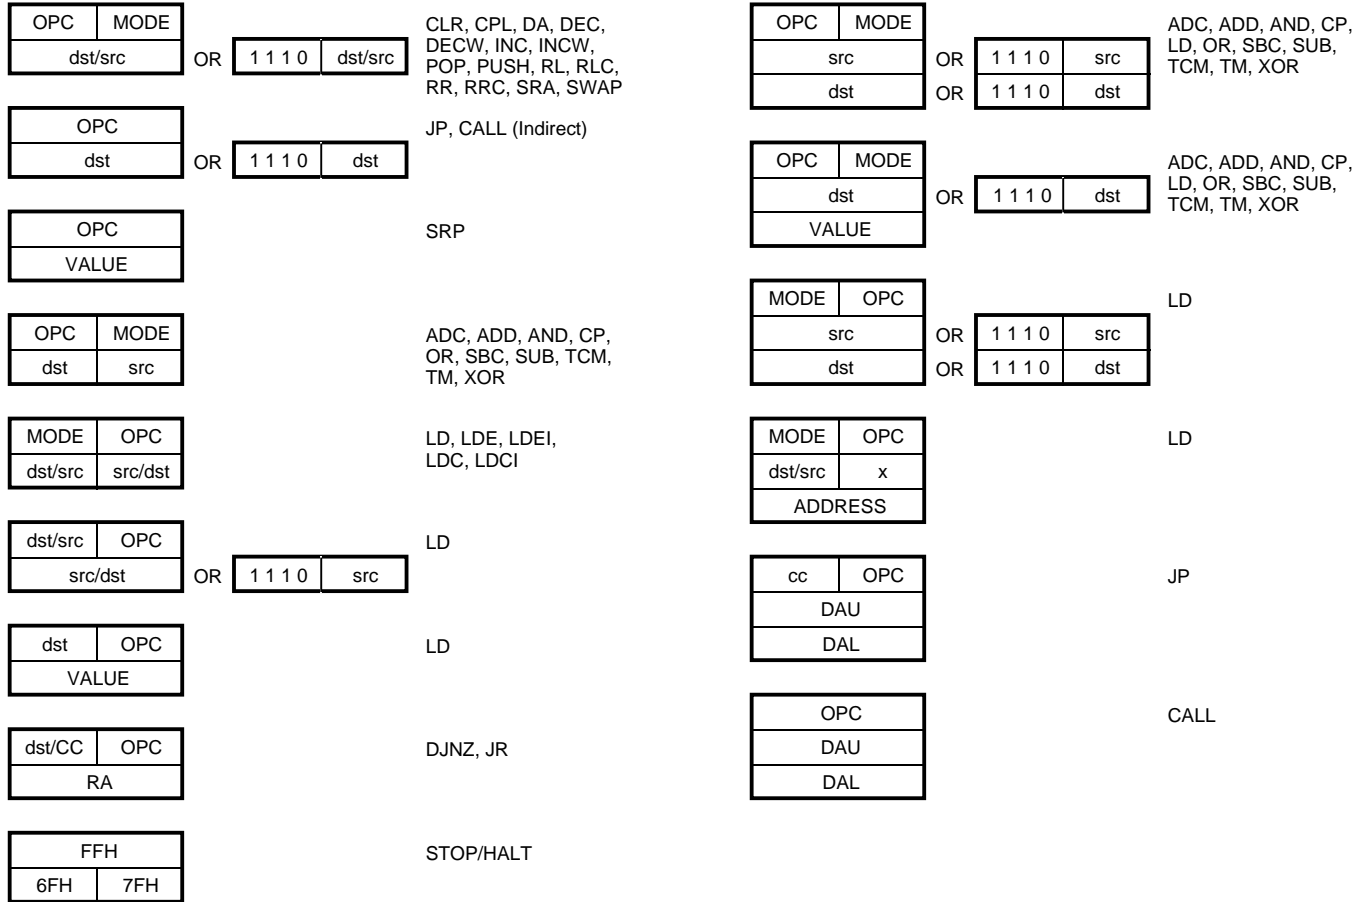 OPC MODE
dst/src OR 1 1 1 0 dst/src
CLR, CPL, DA, DEC,
DECW, INC, INCW,
POP, PUSH, RL, RLC,
RR, RRC, SRA, SWAP
OPC
dst OR 1 1 1 0 dst
JP, CALL (Indirect)
OPC
VALUE
SRP
OPC MODE
dst src
ADC, ADD, AND, CP,
OR, SBC, SUB, TCM,
TM, XOR
MODE OPC
dst/src src/dst
LD, LDE, LDEI,
LDC, LDCI
dst/src OPC
src/dst OR 1 1 1 0 src
LD
dst OPC
VALUE
LD
dst/CC OPC
RA
DJNZ, JR
FFH
6FH 7FH
STOP/HALT
OPC MODE
src OR 1 1 1 0 src
dst OR 1 1 1 0 dst
ADC, ADD, AND, CP,
LD, OR, SBC, SUB,
TCM, TM, XOR
OPC MODE
dst OR 1 1 1 0 dst
VALUE
ADC, ADD, AND, CP,
LD, OR, SBC, SUB,
TCM, TM, XOR
MODE OPC
src OR 1 1 1 0 src
dst OR 1 1 1 0 dst
LD
MODE OPC
dst/src x
ADDRESS
LD
cc OPC
DAU
DAL
JP
OPC
DAU
DAL
CALL